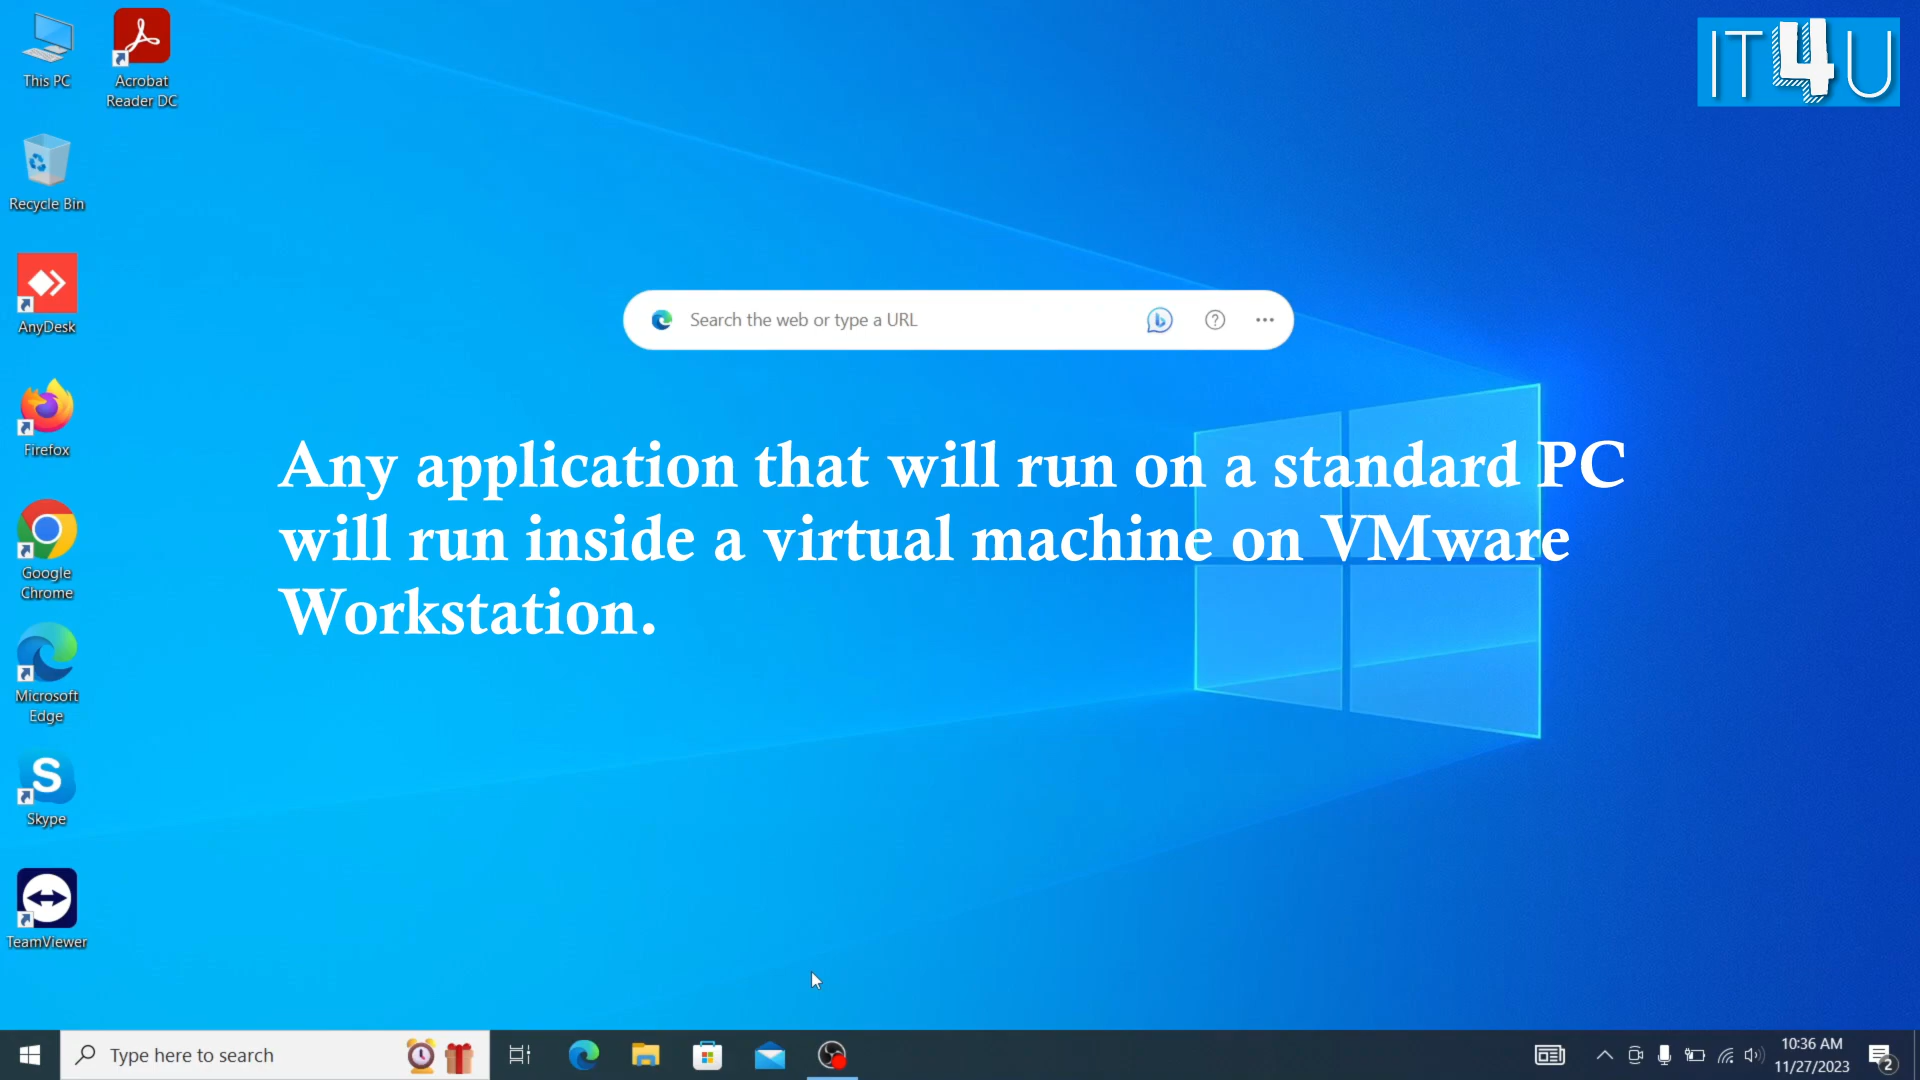 This PC
Acrobat
Reader DC
IT4U
Recycle Bin
AnyDesk
Search the web or type a URL
Firefox
Any application that will run on a standard PC
will run inside a virtual machine on VMware
Workstation.
Google
Chrome
Microsoft
Edge
S
Skype
TeamViewer
Type here to search
10:36 AM
11/27/2023
2